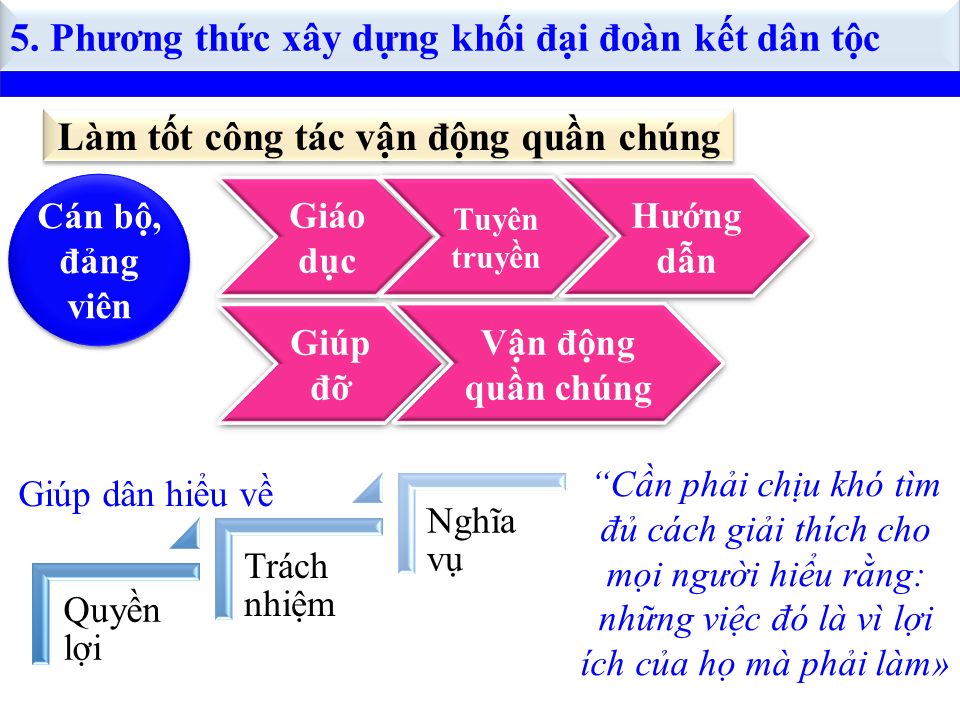 5. Phương thức xây dựng khối đại đoàn kết dân tộc
Làm tốt công tác vận động quần chúng
Cán bộ,
đảng
viên
Giáo
dục
Tuyên
truyền
Hướng
dẫn
Giúp
đỡ
Vận động
quần chúng
Giúp dân hiểu về
Quyền
lợi
Trách
nhiệm
Nghĩa
vụ
“Cần phải chịu khó tìm
đủ cách giải thích cho
mọi người hiểu rằng:
những việc đó là vì lợi
ích của họ mà phải làm»